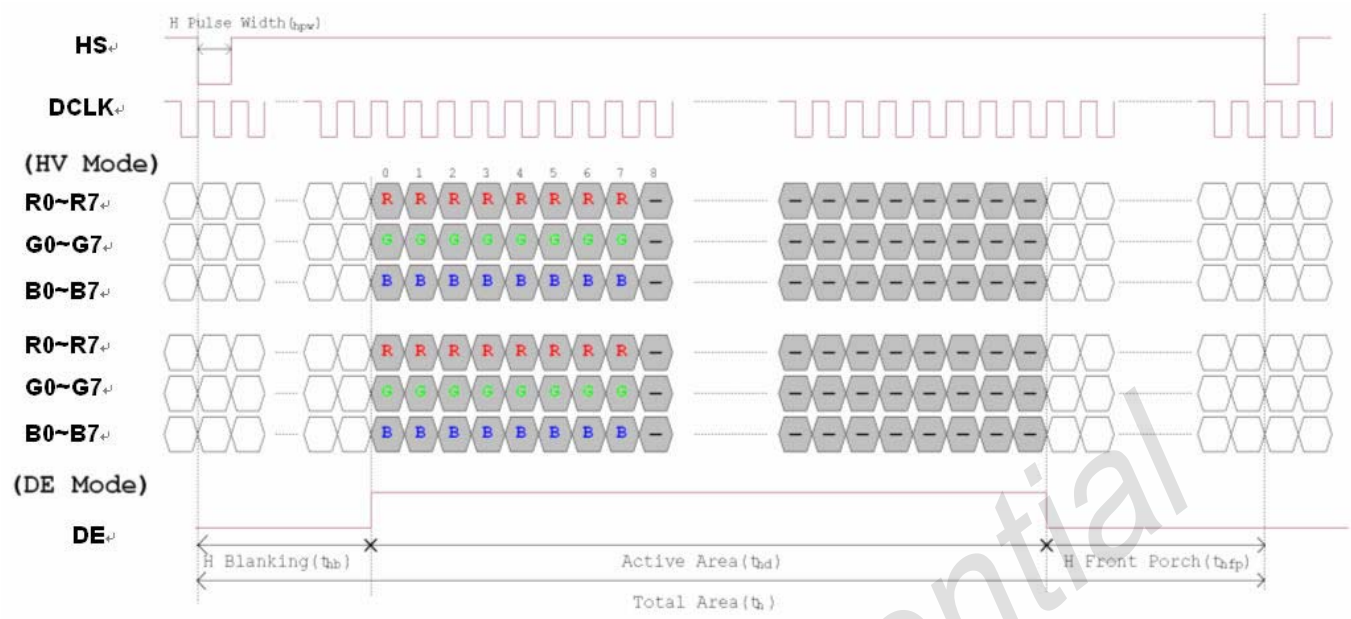 H Pulse Width(thpw)
HS
DCLK
(HV Mode)
0 1 2 3 4 5 6 7 8
R0~R7 R R R R R R R R – – – – – – – – –
G0~G7 G G G G G G G G – – – – – – – – –
B0~B7 B B B B B B B B – – – – – – – – –
R0~R7 R R R R R R R R – – – – – – – – –
G0~G7 G G G G G G G G – – – – – – – – –
B0~B7 B B B B B B B B – – – – – – – – –
(DE Mode)
DE
H Blanking(thb) Active Area(thd) H Front Porch(thfp)
Total Area(th)
ential